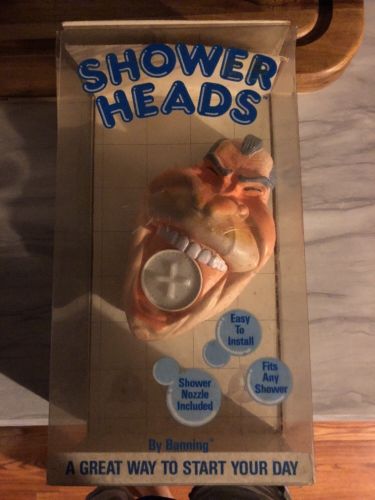 SHOWER
HEADS
Easy
To
Install
Fits
Any
Shower
Shower
Nozzle
Included
By Banning
A GREAT WAY TO START YOUR DAY